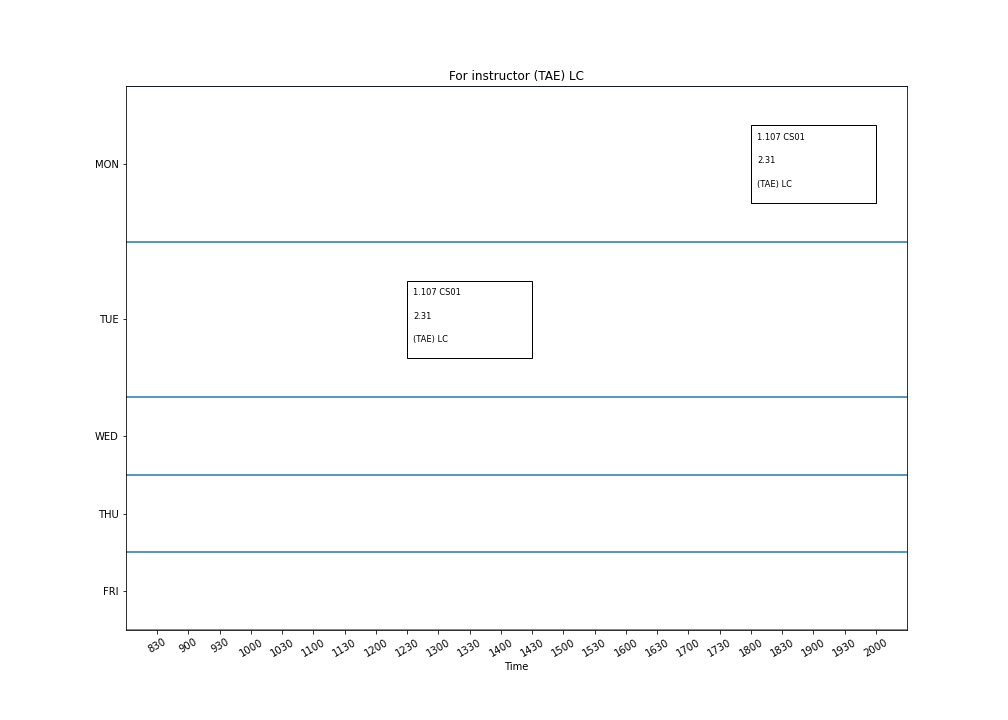 For instructor (TAE) LC
MON
1.107 CS01
2.31
(TAE) LC
TUE
1.107 CS01
2.31
(TAE) LC
WED
THU
FRI
830 900 930 1000 1030 1100 1130 1200 1230 1300 1330 1400 1430 1500 1530 1600 1630 1700 1730 1800 1830 1900 1930 2000
Time